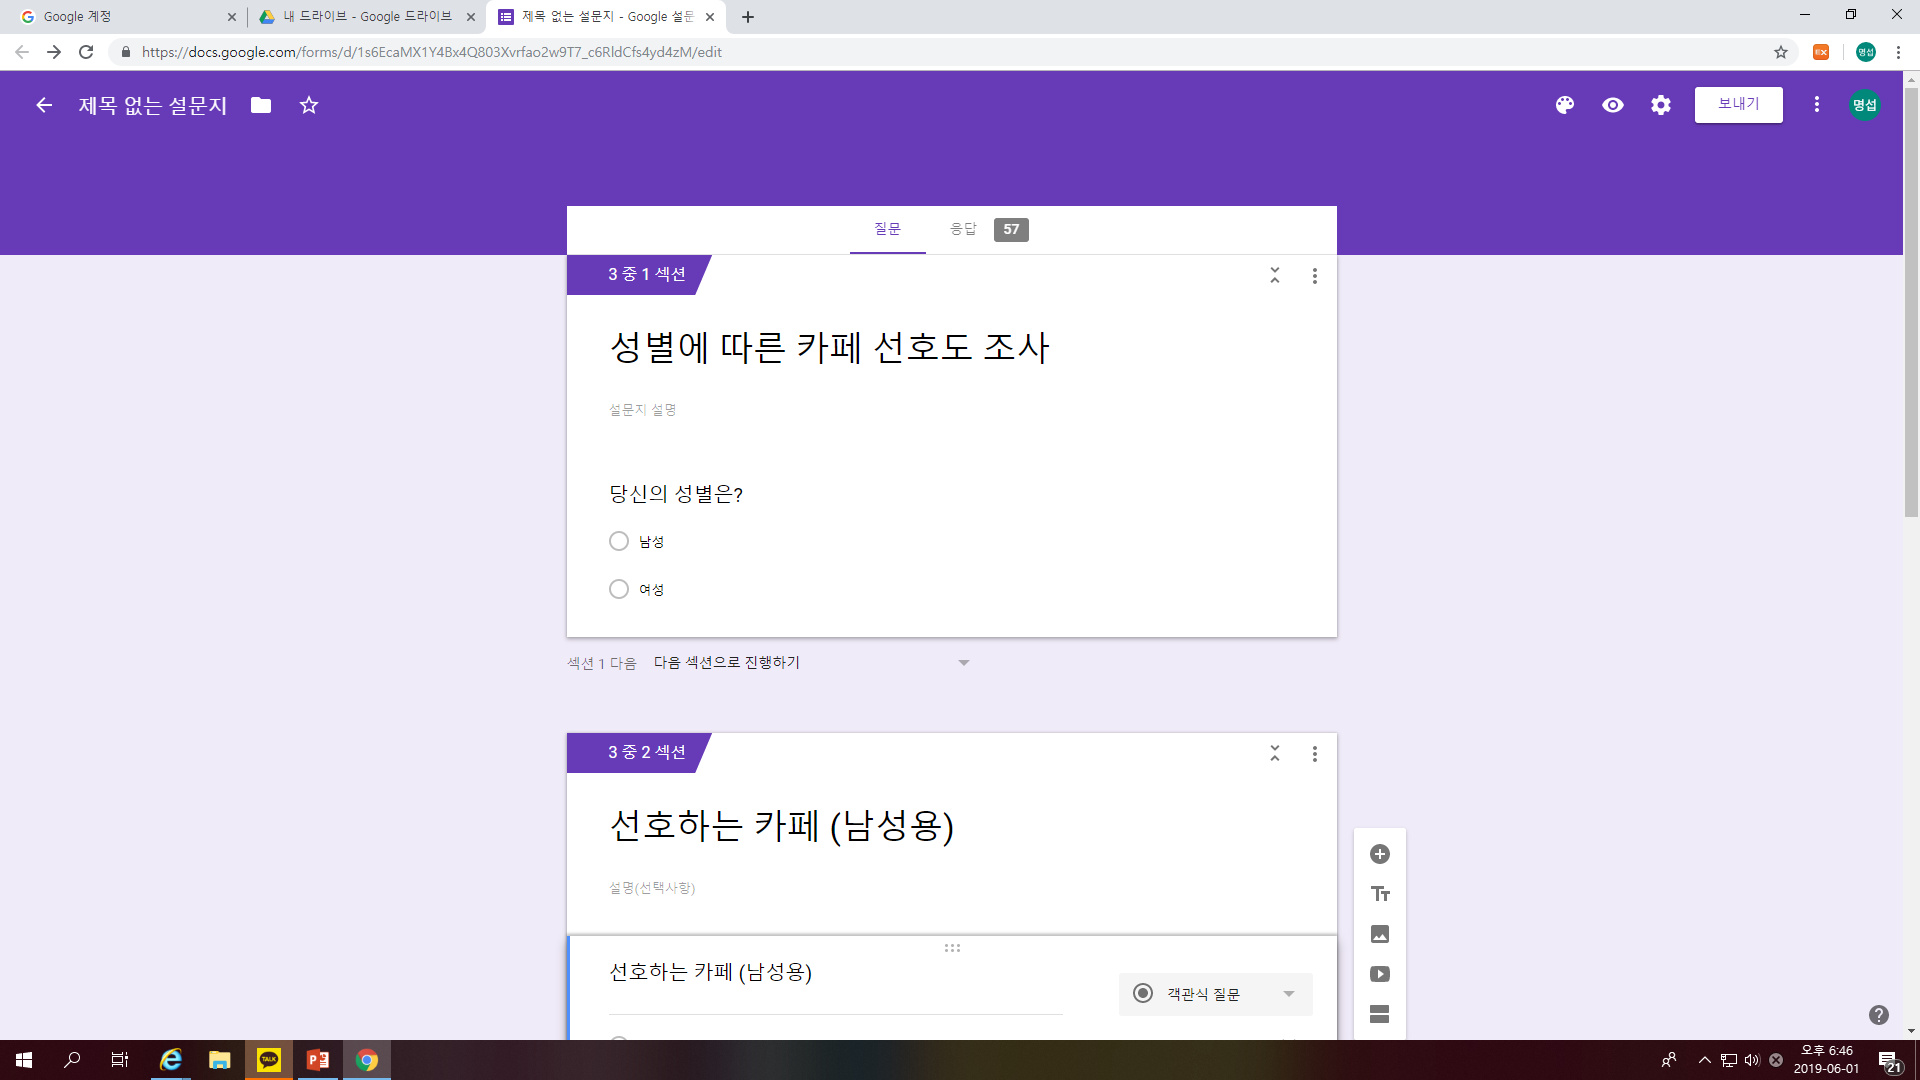 Google 계정
내 드라이브 - Google 드라이브
제목 없는 설문지 - Google 설문
https://docs.google.com/forms/d/1s6EcaMX1Y4Bx4Q803Xvrfao2w9T7_c6RldCfs4yd4zM/edit
명섭
제목 없는 설문지
보내기
명섭
질문
응답 57
3 중 1 섹션
성별에 따른 카페 선호도 조사
설문지 설명
당신의 성별은?
남성
여성
섹션 1 다음 다음 섹션으로 진행하기
3 중 2 섹션
선호하는 카페 (남성용)
설명(선택사항)
선호하는 카페 (남성용)
객관식 질문
Tт
TALK
오후 6:46
2019-06-01
21